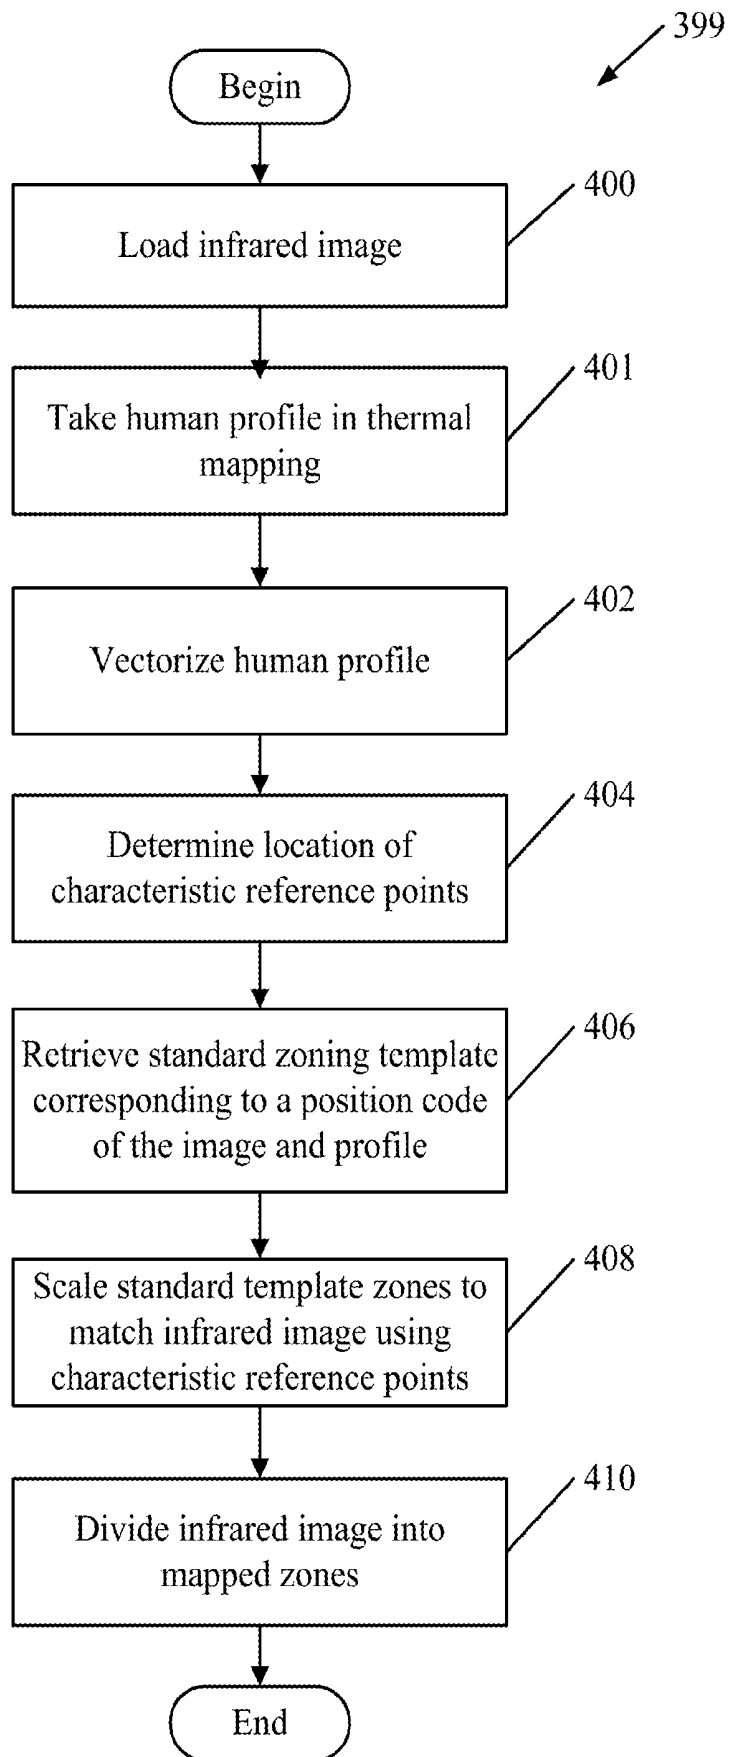 399
Begin
400
Load infrared image
401
Take human profile in thermal
mapping
402
Vectorize human profile
404
Determine location of
characteristic reference points
406
Retrieve standard zoning template
corresponding to a position code
of the image and profile
408
Scale standard template zones to
match infrared image using
characteristic reference points
410
Divide infrared image into
mapped zones
End